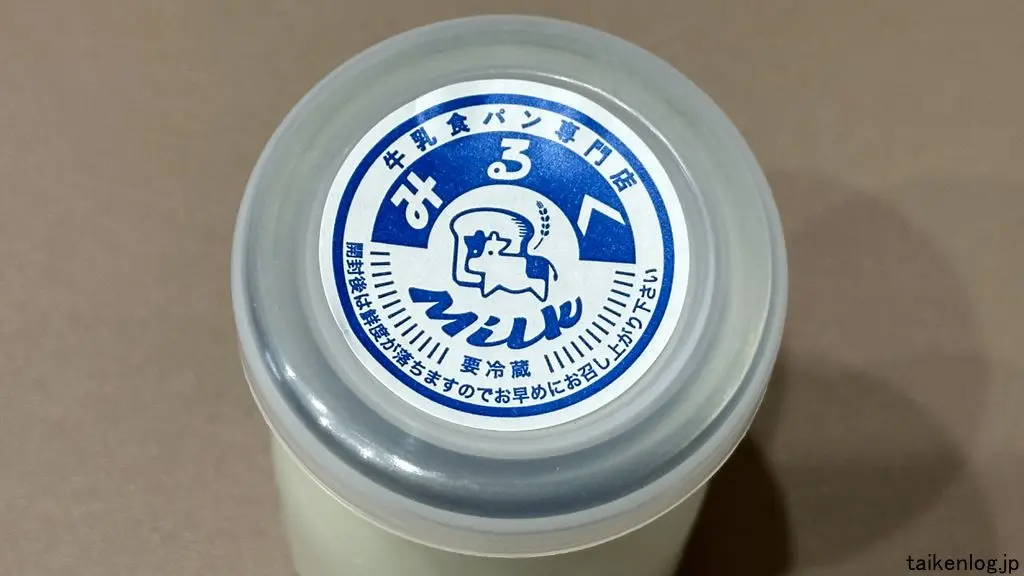 牛乳食パン専門店
みるく
Milk
要冷蔵
開封後は鮮度が落ちますのでお早めにお召し上がり下さい
taikenlog.jp